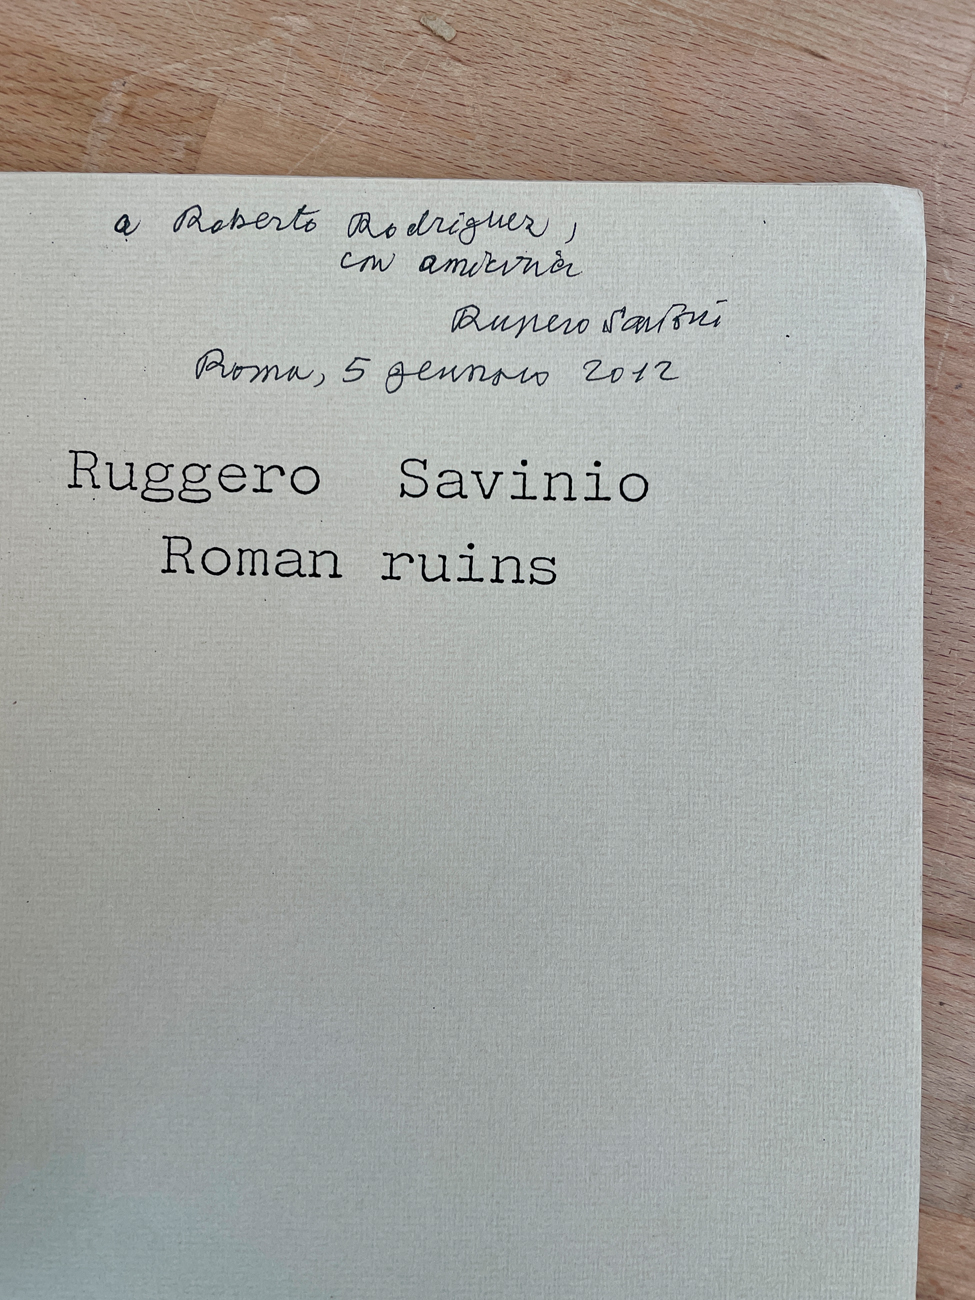 a Roberto Rodriguez,
con amicizia
Ruggero Savinio
Roma, 5 gennaio 2012
Ruggero Savinio
Roman ruins